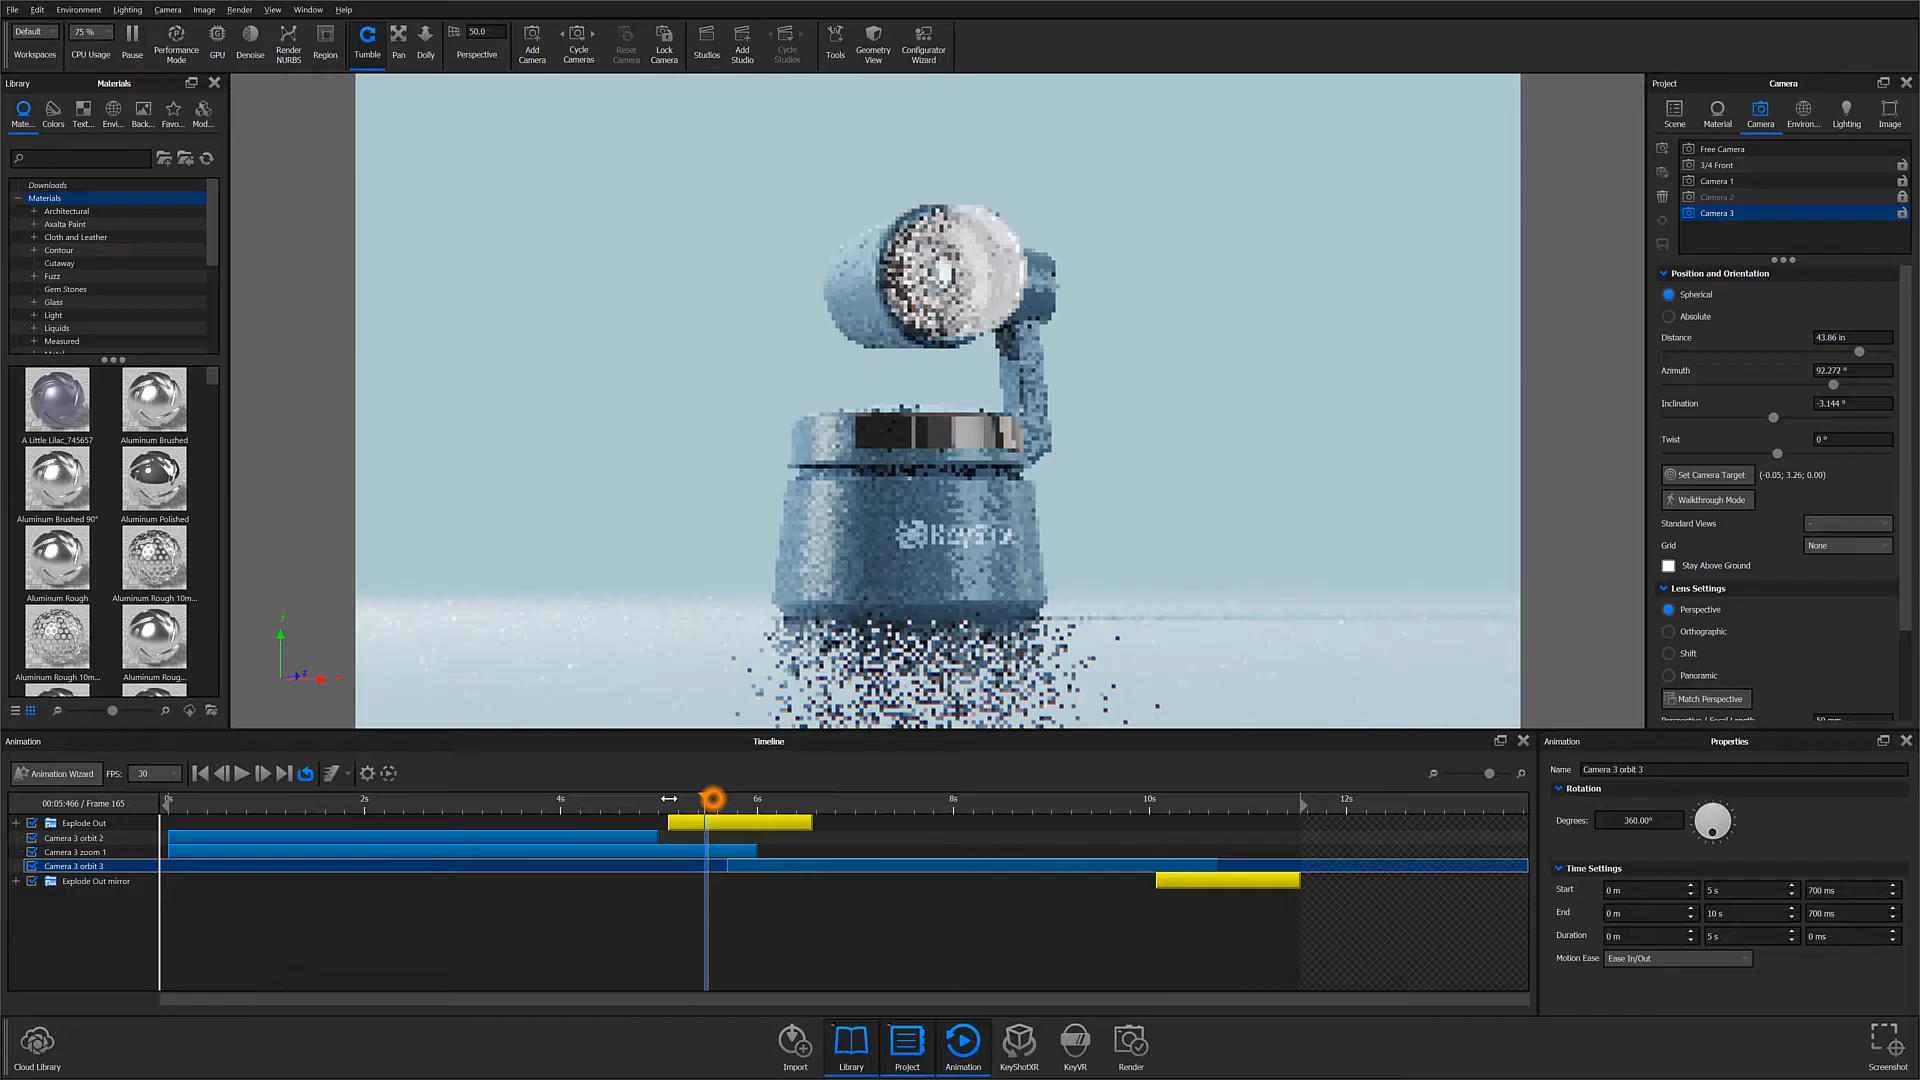 File Edit Environment Lighting Camera Image Render View Window Help
Default 75 % 50.0
Workspaces CPU Usage Pause Performance Mode GPU Denoise Render NURBS Region Tumble Pan Dolly Perspective Add Camera Cycle Cameras Reset Camera Lock Camera Studios Add Studio Cycle Studios Tools Geometry View Configurator Wizard
Library Materials
Mate... Colors Text... Envi... Back... Favo... Mod...
Downloads
Materials
Architectural
Axalta Paint
Cloth and Leather
Contour
Cutaway
Fuzz
Gem Stones
Glass
Light
Liquids
Measured
A Little Lilac_745657 Aluminum Brushed
Aluminum Brushed 90° Aluminum Polished
Aluminum Rough Aluminum Rough 10m...
Aluminum Rough 10m... Aluminum Roug...
y
z
Project Camera
Scene Material Camera Environ... Lighting Image
Free Camera
3/4 Front
Camera 1
Camera 2
Camera 3
Position and Orientation
Spherical
Absolute
Distance 43.86 in
Azimuth 92.272 °
Inclination -3.144 °
Twist 0 °
Set Camera Target (-0.05; 3.26; 0.00)
Walkthrough Mode
Standard Views -
Grid None
Stay Above Ground
Lens Settings
Perspective
Orthographic
Shift
Panoramic
Match Perspective
Perspective / Focal Length 50 mm
Animation Timeline
Animation Wizard FPS: 30
00:05:466 / Frame 165 0s 2s 4s 6s 8s 10s 12s
Explode Out
Camera 3 orbit 2
Camera 3 zoom 1
Camera 3 orbit 3
Explode Out mirror
Animation Properties
Name Camera 3 orbit 3
Rotation
Degrees: 360.00°
Time Settings
Start 0 m 5 s 700 ms
End 0 m 10 s 700 ms
Duration 0 m 5 s 0 ms
Motion Ease Ease In/Out
Cloud Library Import Library Project Animation KeyShotXR KeyVR Render Screenshot